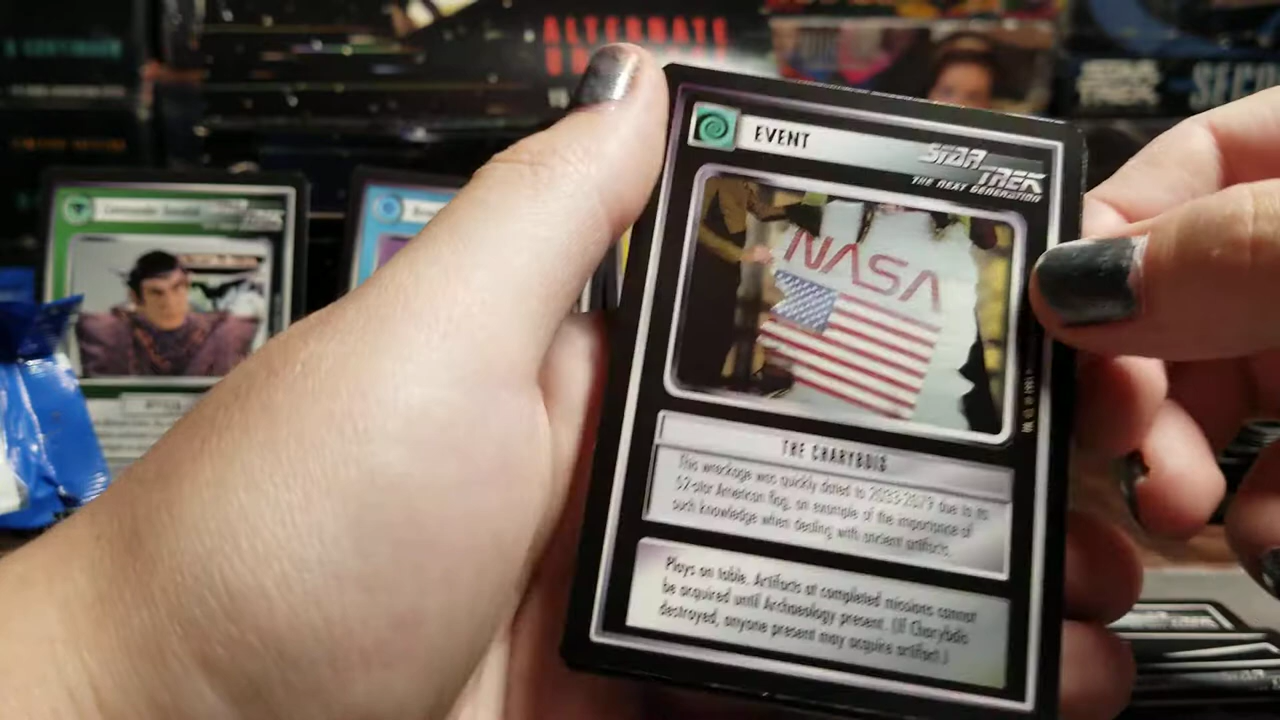 ALTERNATE
SECO
EVENT
STAR
TREK
THE NEXT GENERATION
NASA
THE CHARYBDIS
This wreckage was quickly dated to 2033-2079 due to its
52-star American flag, an example of the importance of
such knowledge when dealing with ancient artifacts.
Plays on table. Artifacts at completed missions cannot
be acquired until Archaeology present. (If Charybdis
destroyed, anyone present may acquire artifact.)